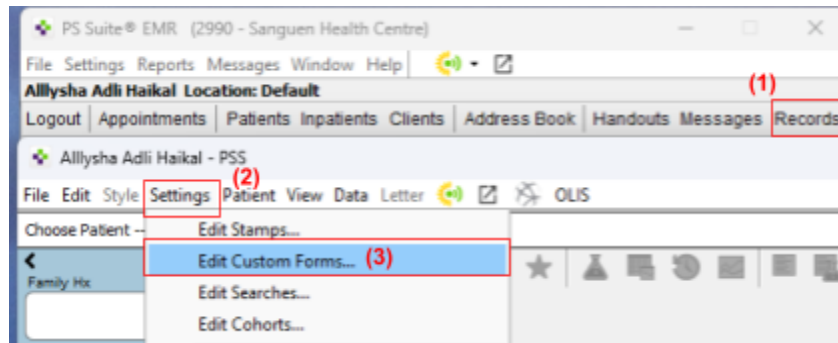 PS Suite® EMR (2990 - Sanguen Health Centre)
File Settings Reports Messages Window Help
Alllysha Adli Haikal Location: Default
(1)
Logout Appointments Patients Inpatients Clients Address Book Handouts Messages Records
Alllysha Adli Haikal - PSS
(2)
File Edit Style Settings Patient View Data Letter OLIS
Choose Patient --
Edit Stamps...
Edit Custom Forms... (3)
Family Hx
Edit Searches...
Edit Cohorts...